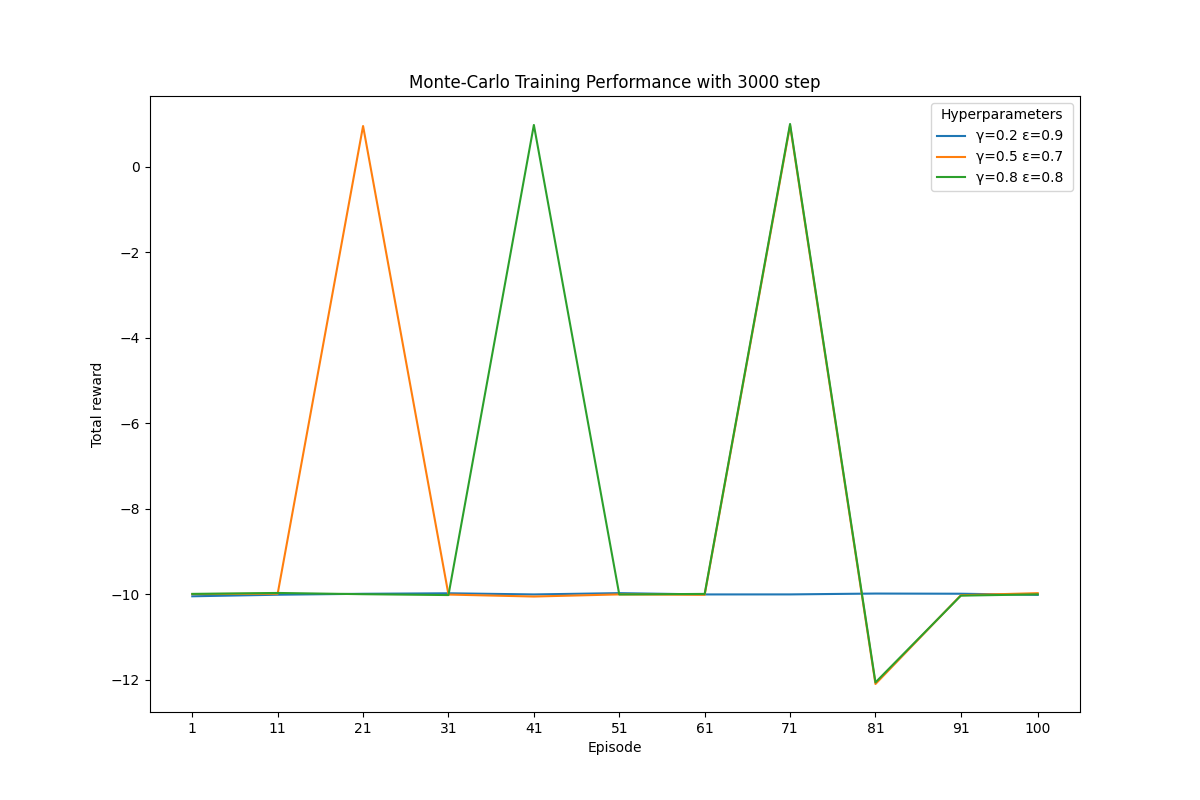 Monte-Carlo Training Performance with 3000 step
Hyperparameters
γ=0.2 ε=0.9
γ=0.5 ε=0.7
γ=0.8 ε=0.8
Total reward
0
−2
−4
−6
−8
−10
−12
1 11 21 31 41 51 61 71 81 91 100
Episode